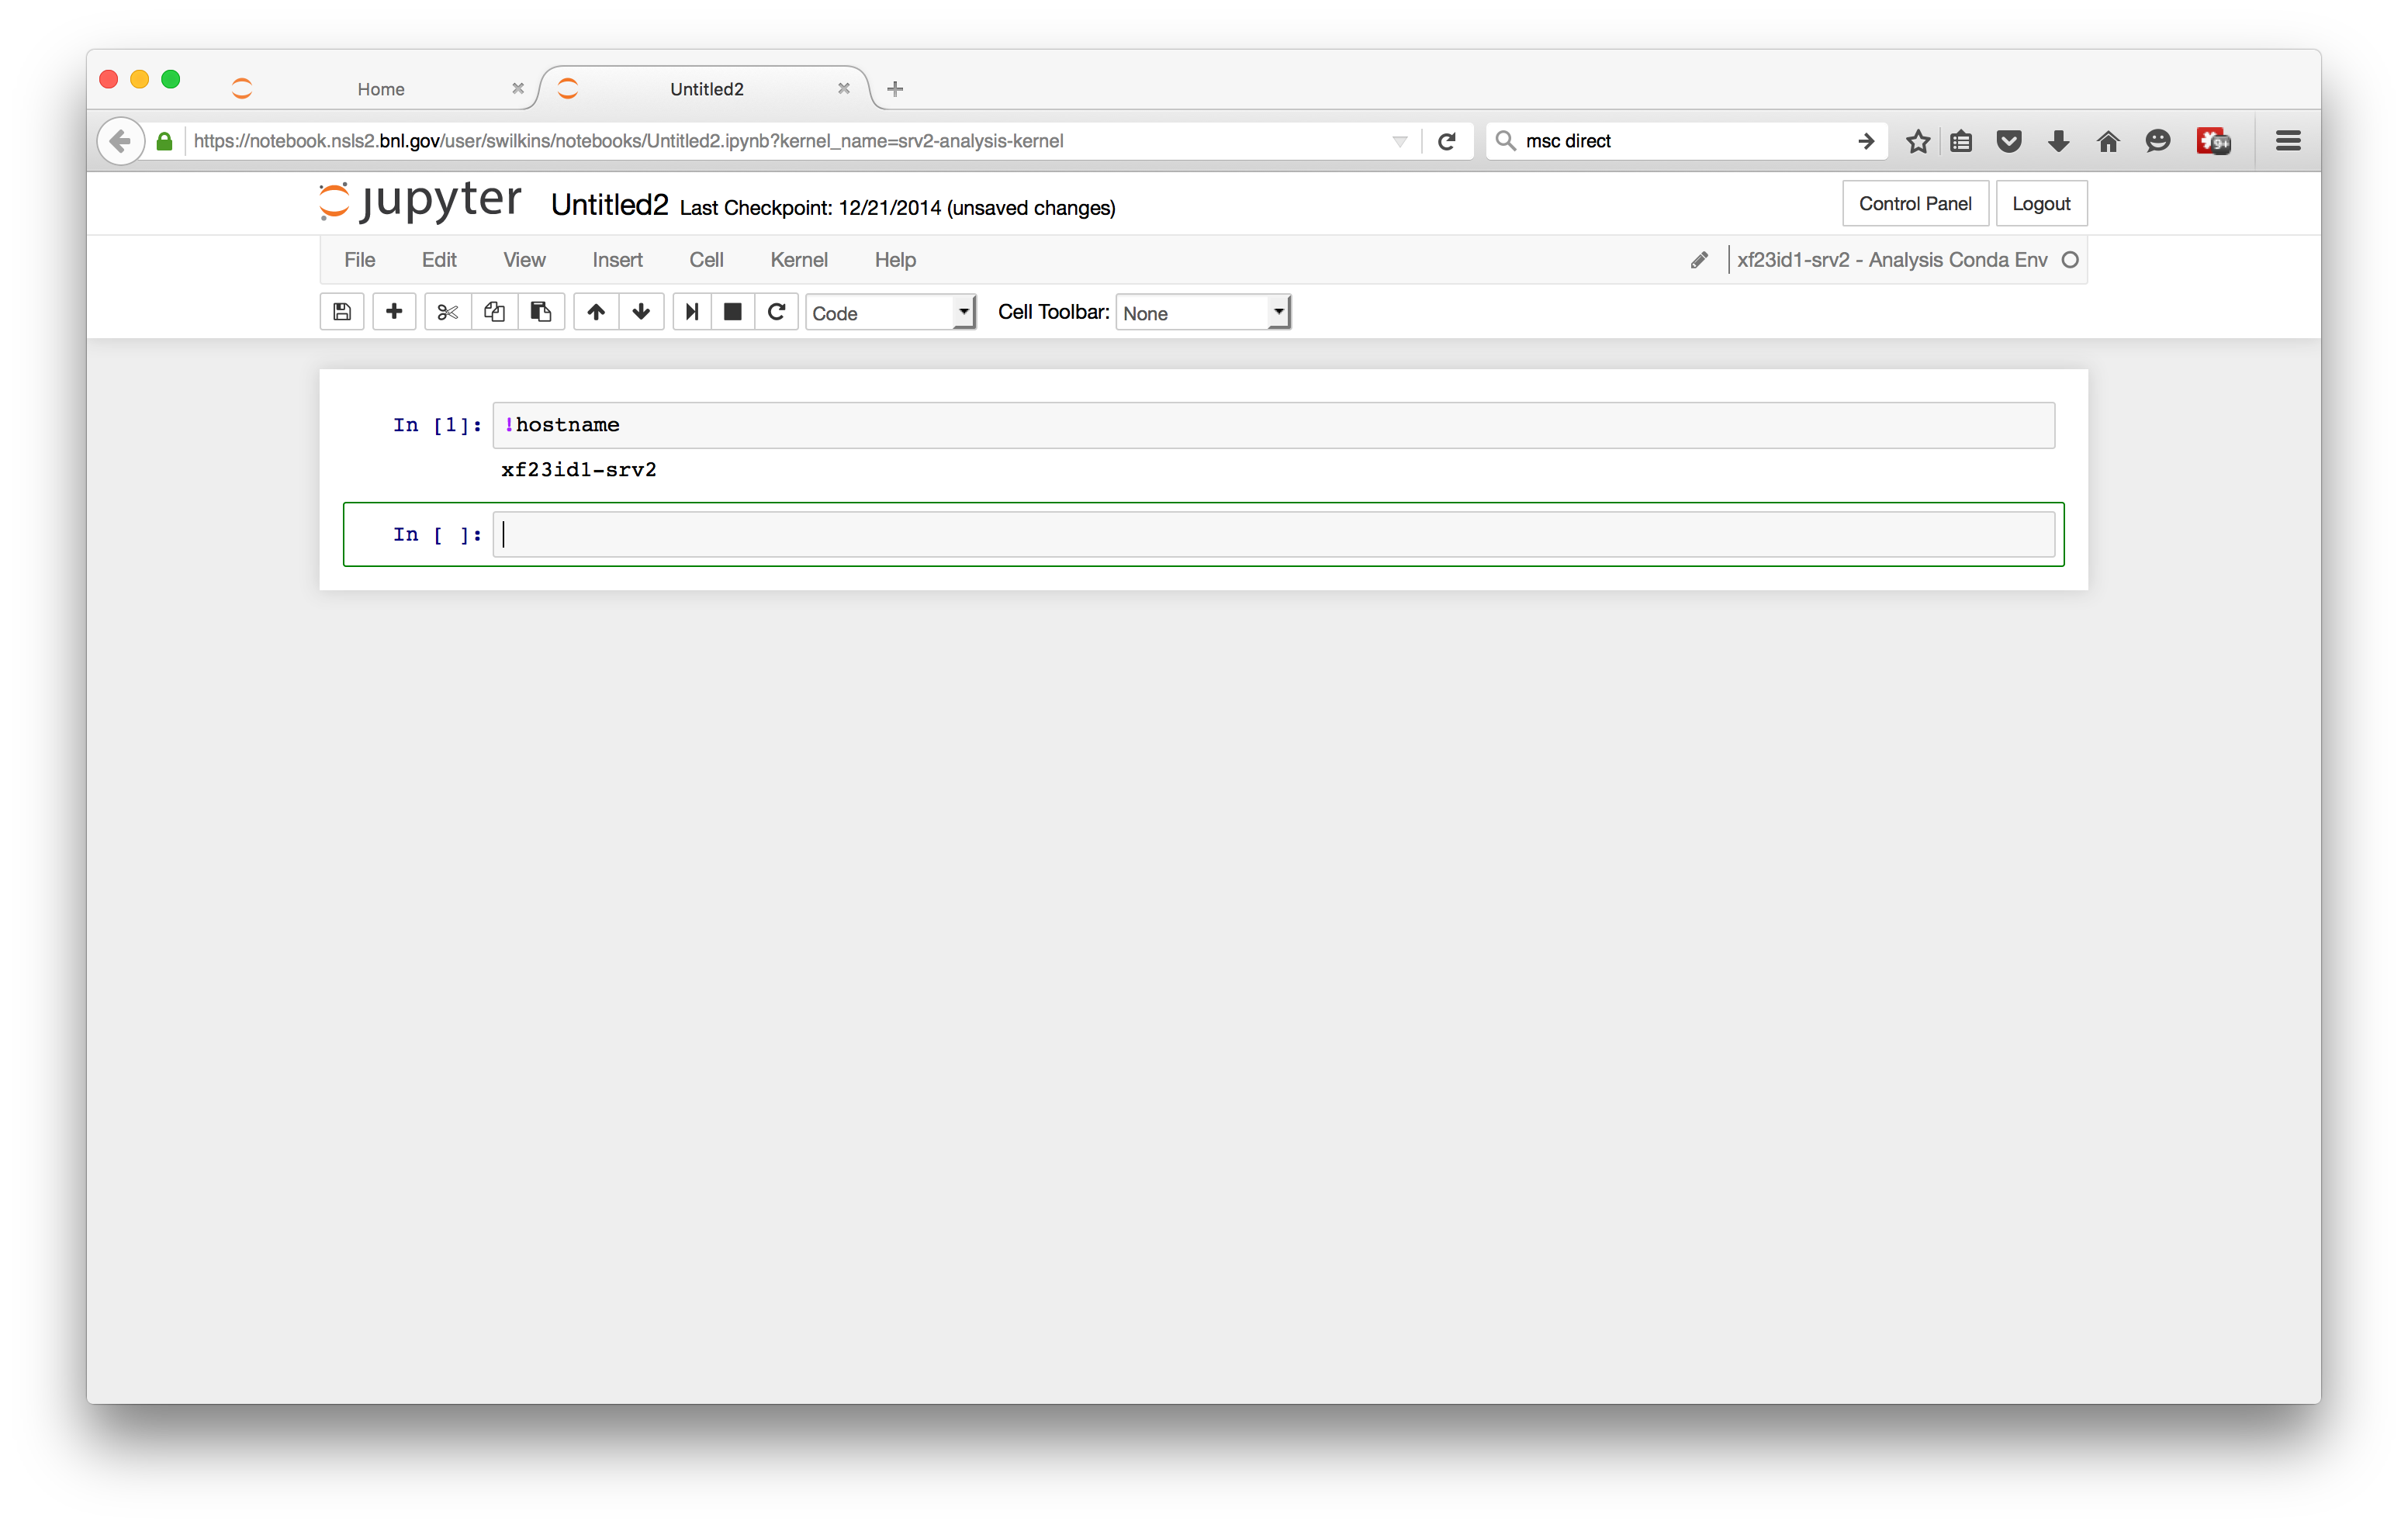 Home
Untitled2
https://notebook.nsls2.bnl.gov/user/swilkins/notebooks/Untitled2.ipynb?kernel_name=srv2-analysis-kernel
msc direct
9+
jupyter Untitled2 Last Checkpoint: 12/21/2014 (unsaved changes)
Control Panel Logout
File Edit View Insert Cell Kernel Help
xf23id1-srv2 - Analysis Conda Env
Code Cell Toolbar: None
In [1]: !hostname
xf23id1-srv2
In [ ]: